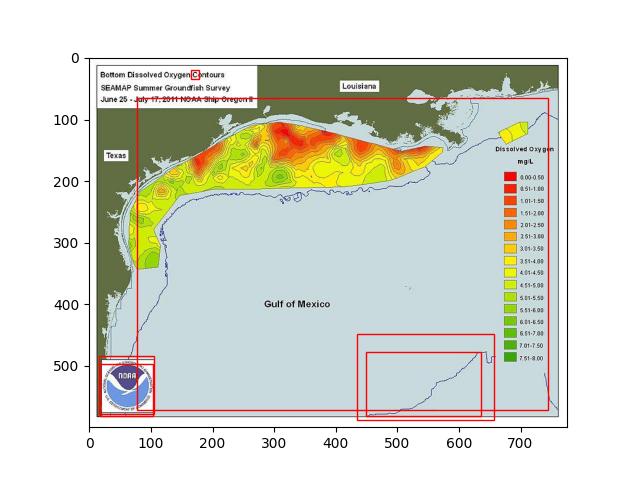 Bottom Dissolved Oxygen Contours
SEAMAP Summer Groundfish Survey
June 25 - July 17, 2011 NOAA Ship Oregon II
Louisiana
Texas
Dissolved Oxygen
mg/L
0.00-0.50
0.51-1.00
1.01-1.50
1.51-2.00
2.01-2.50
2.51-3.00
3.01-3.50
3.51-4.00
4.01-4.50
4.51-5.00
5.01-5.50
5.51-6.00
6.01-6.50
6.51-7.00
7.01-7.50
7.51-8.00
Gulf of Mexico
NOAA
0
100
200
300
400
500
0 100 200 300 400 500 600 700